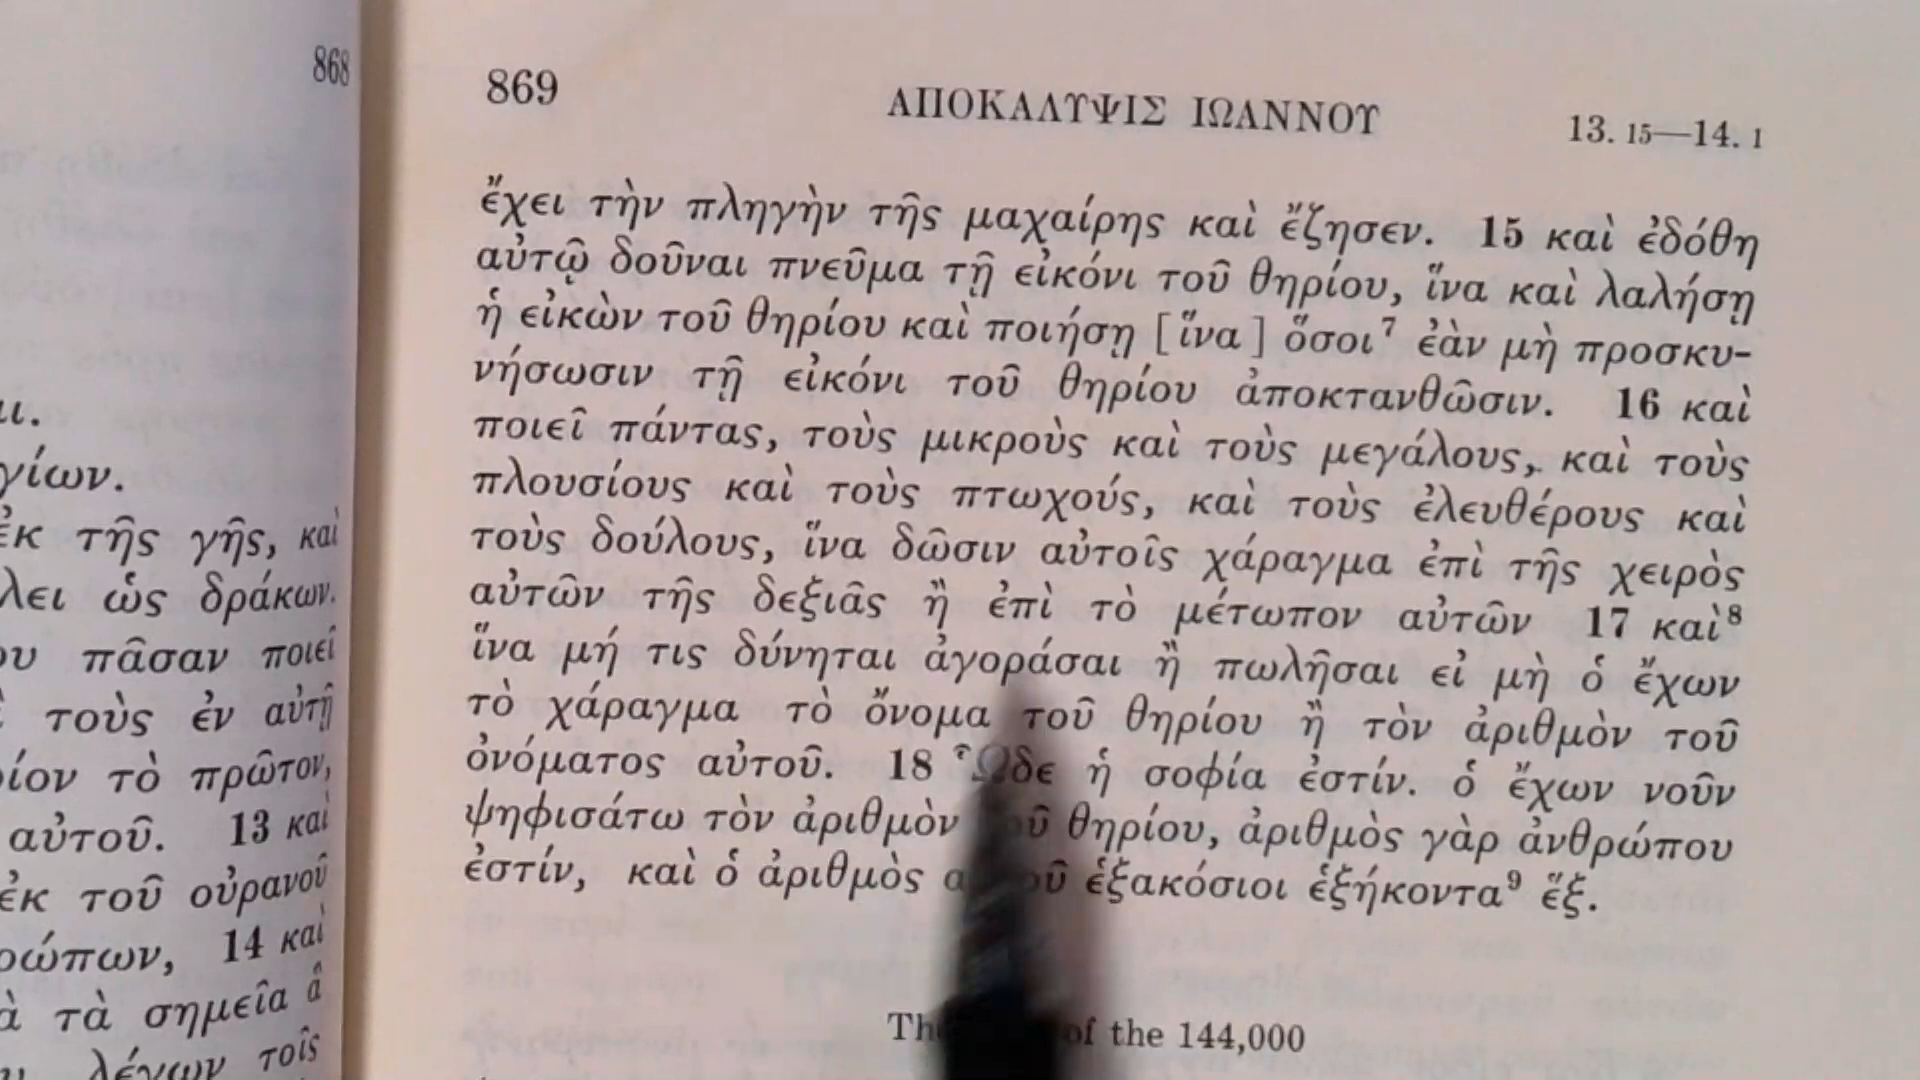 868
ιι.
γίων.
ἐκ τῆς γῆς, καὶ
λει ὡς δράκων.
ου πᾶσαν ποιεῖ
τοὺς ἐν αὐτῇ
ρίον τὸ πρῶτον,
αὐτοῦ. 13 καὶ
ἐκ τοῦ οὐρανοῦ
ρώπων, 14 καὶ
ὰ τὰ σημεῖα ἃ
λέγων τοῖς
869 ΑΠΟΚΑΛΥΨΙΣ ΙΩΑΝΝΟΥ 13. 15—14. 1
ἔχει τὴν πληγὴν τῆς μαχαίρης καὶ ἔζησεν. 15 καὶ ἐδόθη
αὐτῷ δοῦναι πνεῦμα τῇ εἰκόνι τοῦ θηρίου, ἵνα καὶ λαλήσῃ
ἡ εἰκὼν τοῦ θηρίου καὶ ποιήσῃ [ἵνα] ὅσοι⁷ ἐὰν μὴ προσκυ-
νήσωσιν τῇ εἰκόνι τοῦ θηρίου ἀποκτανθῶσιν. 16 καὶ
ποιεῖ πάντας, τοὺς μικροὺς καὶ τοὺς μεγάλους, καὶ τοὺς
πλουσίους καὶ τοὺς πτωχούς, καὶ τοὺς ἐλευθέρους καὶ
τοὺς δούλους, ἵνα δῶσιν αὐτοῖς χάραγμα ἐπὶ τῆς χειρὸς
αὐτῶν τῆς δεξιᾶς ἢ ἐπὶ τὸ μέτωπον αὐτῶν 17 καὶ⁸
ἵνα μή τις δύνηται ἀγοράσαι ἢ πωλῆσαι εἰ μὴ ὁ ἔχων
τὸ χάραγμα τὸ ὄνομα τοῦ θηρίου ἢ τὸν ἀριθμὸν τοῦ
ὀνόματος αὐτοῦ. 18 Ὧδε ἡ σοφία ἐστίν. ὁ ἔχων νοῦν
ψηφισάτω τὸν ἀριθμὸν τοῦ θηρίου, ἀριθμὸς γὰρ ἀνθρώπου
ἐστίν, καὶ ὁ ἀριθμὸς ἑξακόσιοι ἑξήκοντα⁹ ἕξ.
of the 144,000